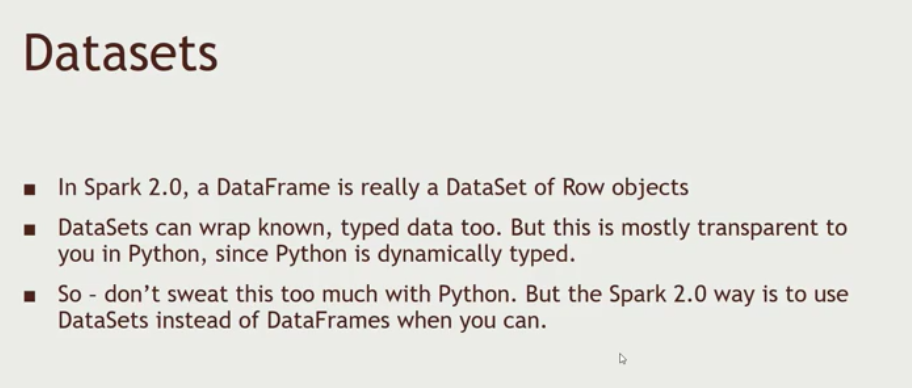 Datasets
■ In Spark 2.0, a DataFrame is really a DataSet of Row objects
■ DataSets can wrap known, typed data too. But this is mostly transparent to
you in Python, since Python is dynamically typed.
■ So – don't sweat this too much with Python. But the Spark 2.0 way is to use
DataSets instead of DataFrames when you can.